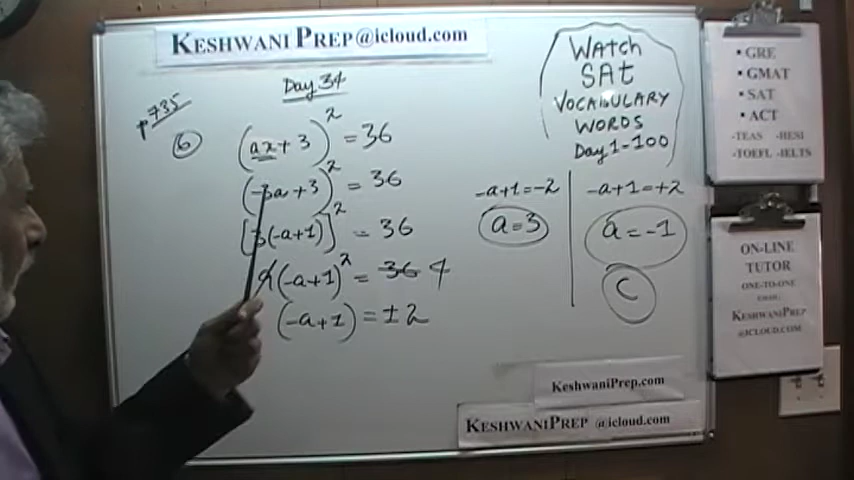 KESHWANI PREP@iCLOUD.COM
Day 34
p735
6
(ax + 3)² = 36
(-3a + 3)² = 36
[3(-a+1)]² = 36
9(-a+1)² = 36 4
(-a+1) = ±2
-a+1=-2
a=3
-a+1=+2
a=-1
C
WATCH
SAT
VOCABULARY
WORDS
Day 1-100
• GRE
• GMAT
• SAT
• ACT
-TEAS -HESI
-TOEFL -IELTS
ON-LINE
TUTOR
ONE-TO-ONE
EMAIL:
KESHWANIPREP
@ICLOUD.COM
KeshwaniPrep.com
KESHWANIPREP @icloud.com